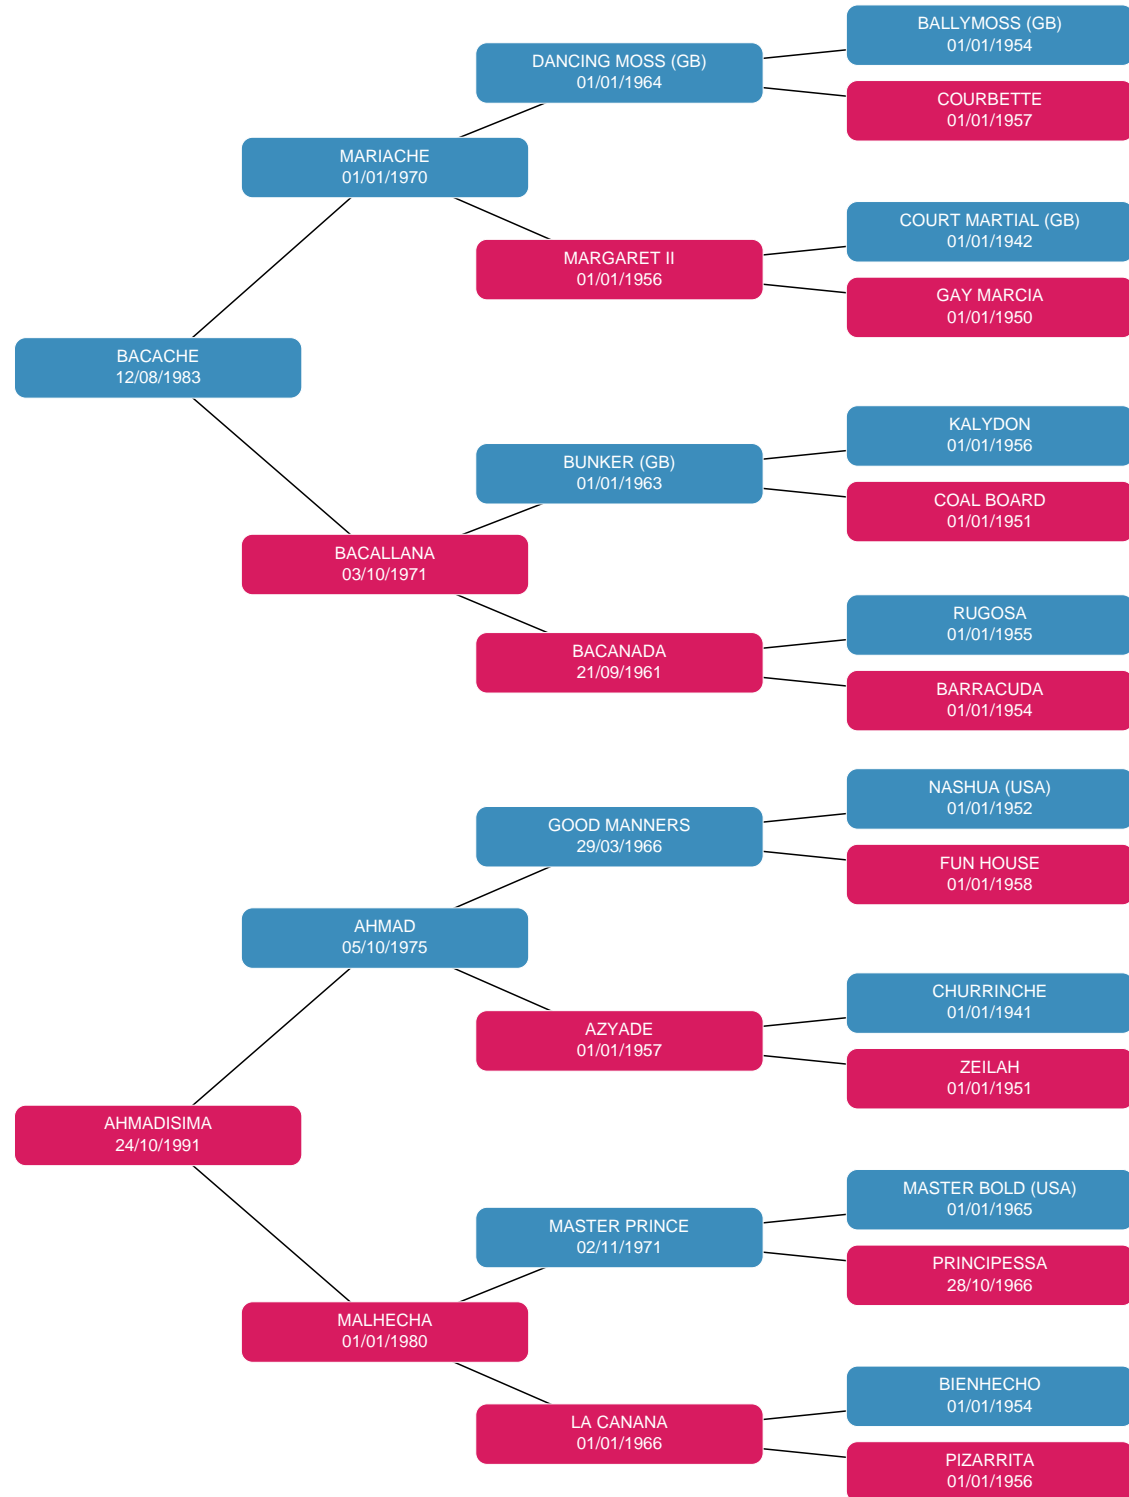 BALLYMOSS (GB)
01/01/1954
DANCING MOSS (GB)
01/01/1964
COURBETTE
01/01/1957
MARIACHE
01/01/1970
COURT MARTIAL (GB)
01/01/1942
MARGARET II
01/01/1956
GAY MARCIA
01/01/1950
BACACHE
12/08/1983
KALYDON
01/01/1956
BUNKER (GB)
01/01/1963
COAL BOARD
01/01/1951
BACALLANA
03/10/1971
RUGOSA
01/01/1955
BACANADA
21/09/1961
BARRACUDA
01/01/1954
NASHUA (USA)
01/01/1952
GOOD MANNERS
29/03/1966
FUN HOUSE
01/01/1958
AHMAD
05/10/1975
CHURRINCHE
01/01/1941
AZYADE
01/01/1957
ZEILAH
01/01/1951
AHMADISIMA
24/10/1991
MASTER BOLD (USA)
01/01/1965
MASTER PRINCE
02/11/1971
PRINCIPESSA
28/10/1966
MALHECHA
01/01/1980
BIENHECHO
01/01/1954
LA CANANA
01/01/1966
PIZARRITA
01/01/1956